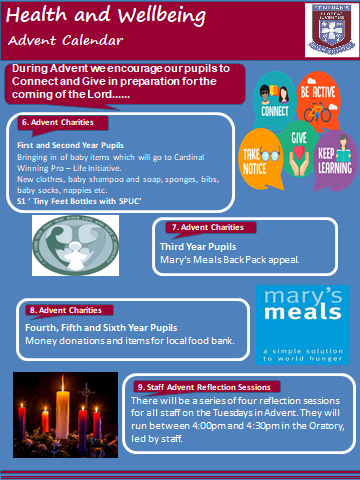 Health and Wellbeing
Advent Calendar
ST NINIAN'S
During Advent we encourage our pupils to
Connect and Give in preparation for the
coming of the Lord......
6. Advent Charities
First and Second Year Pupils
Bringing in of baby items which will go to Cardinal
Winning Pro – Life Initiative.
New clothes, baby shampoo and soap, sponges, bibs,
baby socks, nappies etc.
S1 ' Tiny Feet Bottles with SPUC'
CONNECT
BE ACTIVE
TAKE
NOTICE
GIVE
KEEP
LEARNING
7. Advent Charities
Third Year Pupils
Mary's Meals Back Pack appeal.
8. Advent Charities
Fourth, Fifth and Sixth Year Pupils
Money donations and items for local food bank.
mary's
meals
a simple solution
to world hunger
9. Staff Advent Reflection Sessions
There will be a series of four reflection sessions
for all staff on the Tuesdays in Advent. They will
run between 4:00pm and 4:30pm in the Oratory,
led by staff.